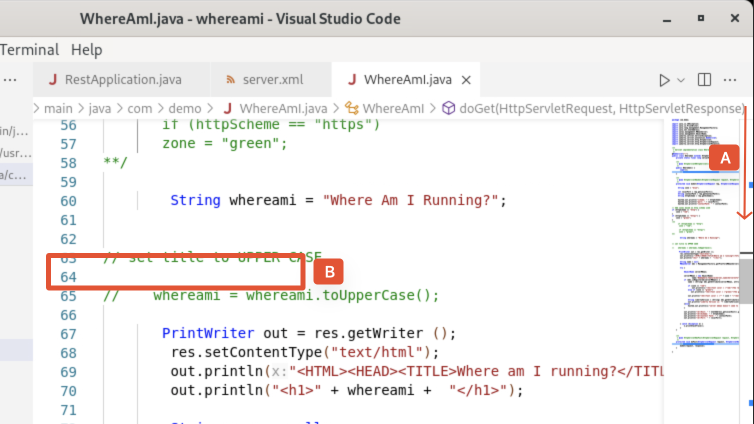 WhereAmI.java - whereami - Visual Studio Code
Terminal Help
RestApplication.java server.xml WhereAmI.java
main > java > com > demo > WhereAmI.java > WhereAmI > doGet(HttpServletRequest, HttpServletResponse)
in/j...
/usr...
a/c...
A
56 if (httpScheme == "https")
57 zone = "green";
58 **/
59
60 String whereami = "Where Am I Running?";
61
62
63 // set title to UPPER CASE
B
64
65 // whereami = whereami.toUpperCase();
66
67 PrintWriter out = res.getWriter ();
68 res.setContentType("text/html");
69 out.println(x:"<HTML><HEAD><TITLE>Where am I running?</TITL
70 out.println("<h1>" + whereami + "</h1>");
71